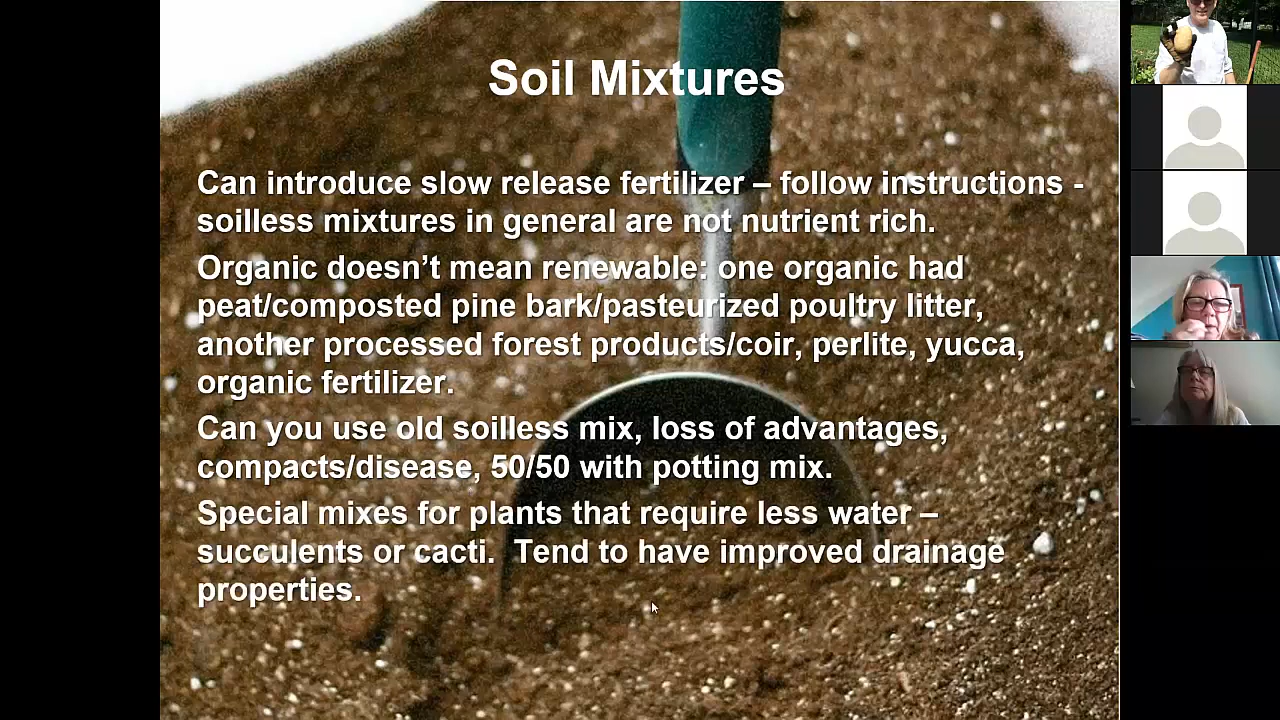 Soil Mixtures
Can introduce slow release fertilizer – follow instructions -
soilless mixtures in general are not nutrient rich.
Organic doesn’t mean renewable: one organic had
peat/composted pine bark/pasteurized poultry litter,
another processed forest products/coir, perlite, yucca,
organic fertilizer.
Can you use old soilless mix, loss of advantages,
compacts/disease, 50/50 with potting mix.
Special mixes for plants that require less water –
succulents or cacti.  Tend to have improved drainage
properties.